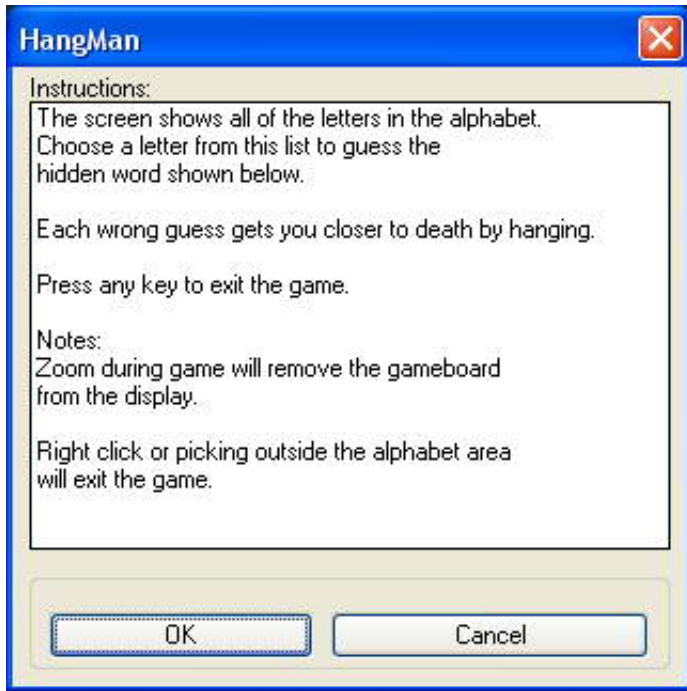 HangMan
Instructions:
The screen shows all of the letters in the alphabet.
Choose a letter from this list to guess the
hidden word shown below.
Each wrong guess gets you closer to death by hanging.
Press any key to exit the game.
Notes:
Zoom during game will remove the gameboard
from the display.
Right click or picking outside the alphabet area
will exit the game.
OK Cancel